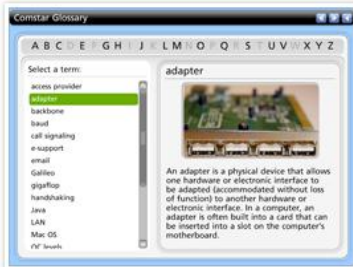 Comstar Glossary
A B C D E F G H I J K L M N O P Q R S T U V W X Y Z
Select a term:
access provider
adapter
backbone
baud
call signaling
e-support
email
Galileo
gigaflop
handshaking
Java
LAN
Mac OS
OC levels
adapter
An adapter is a physical device that allows
one hardware or electronic interface to
be adapted (accommodated without loss
of function) to another hardware or
electronic interface. In a computer, an
adapter is often built into a card that can
be inserted into a slot on the computer's
motherboard.